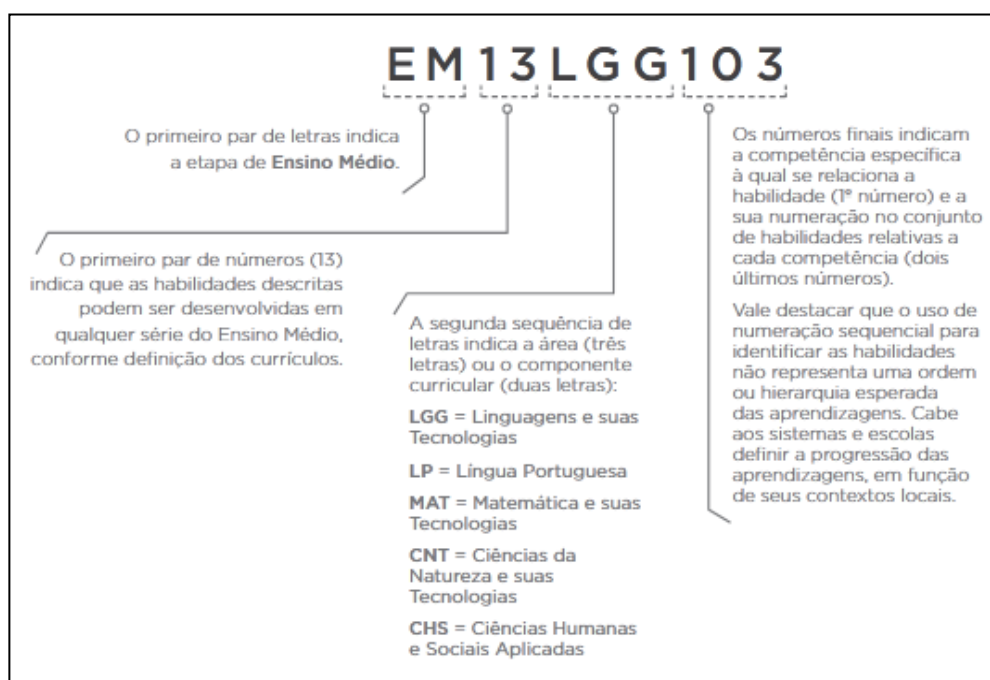 EM13LGG103
O primeiro par de letras indica
a etapa de Ensino Médio.
O primeiro par de números (13)
indica que as habilidades descritas
podem ser desenvolvidas em
qualquer série do Ensino Médio,
conforme definição dos currículos.
A segunda sequência de
letras indica a área (três
letras) ou o componente
curricular (duas letras):
LGG = Linguagens e suas
Tecnologias
LP = Língua Portuguesa
MAT = Matemática e suas
Tecnologias
CNT = Ciências da
Natureza e suas
Tecnologias
CHS = Ciências Humanas
e Sociais Aplicadas
Os números finais indicam
a competência específica
à qual se relaciona a
habilidade (1º número) e a
sua numeração no conjunto
de habilidades relativas a
cada competência (dois
últimos números).
Vale destacar que o uso de
numeração sequencial para
identificar as habilidades
não representa uma ordem
ou hierarquia esperada
das aprendizagens. Cabe
aos sistemas e escolas
definir a progressão das
aprendizagens, em função
de seus contextos locais.